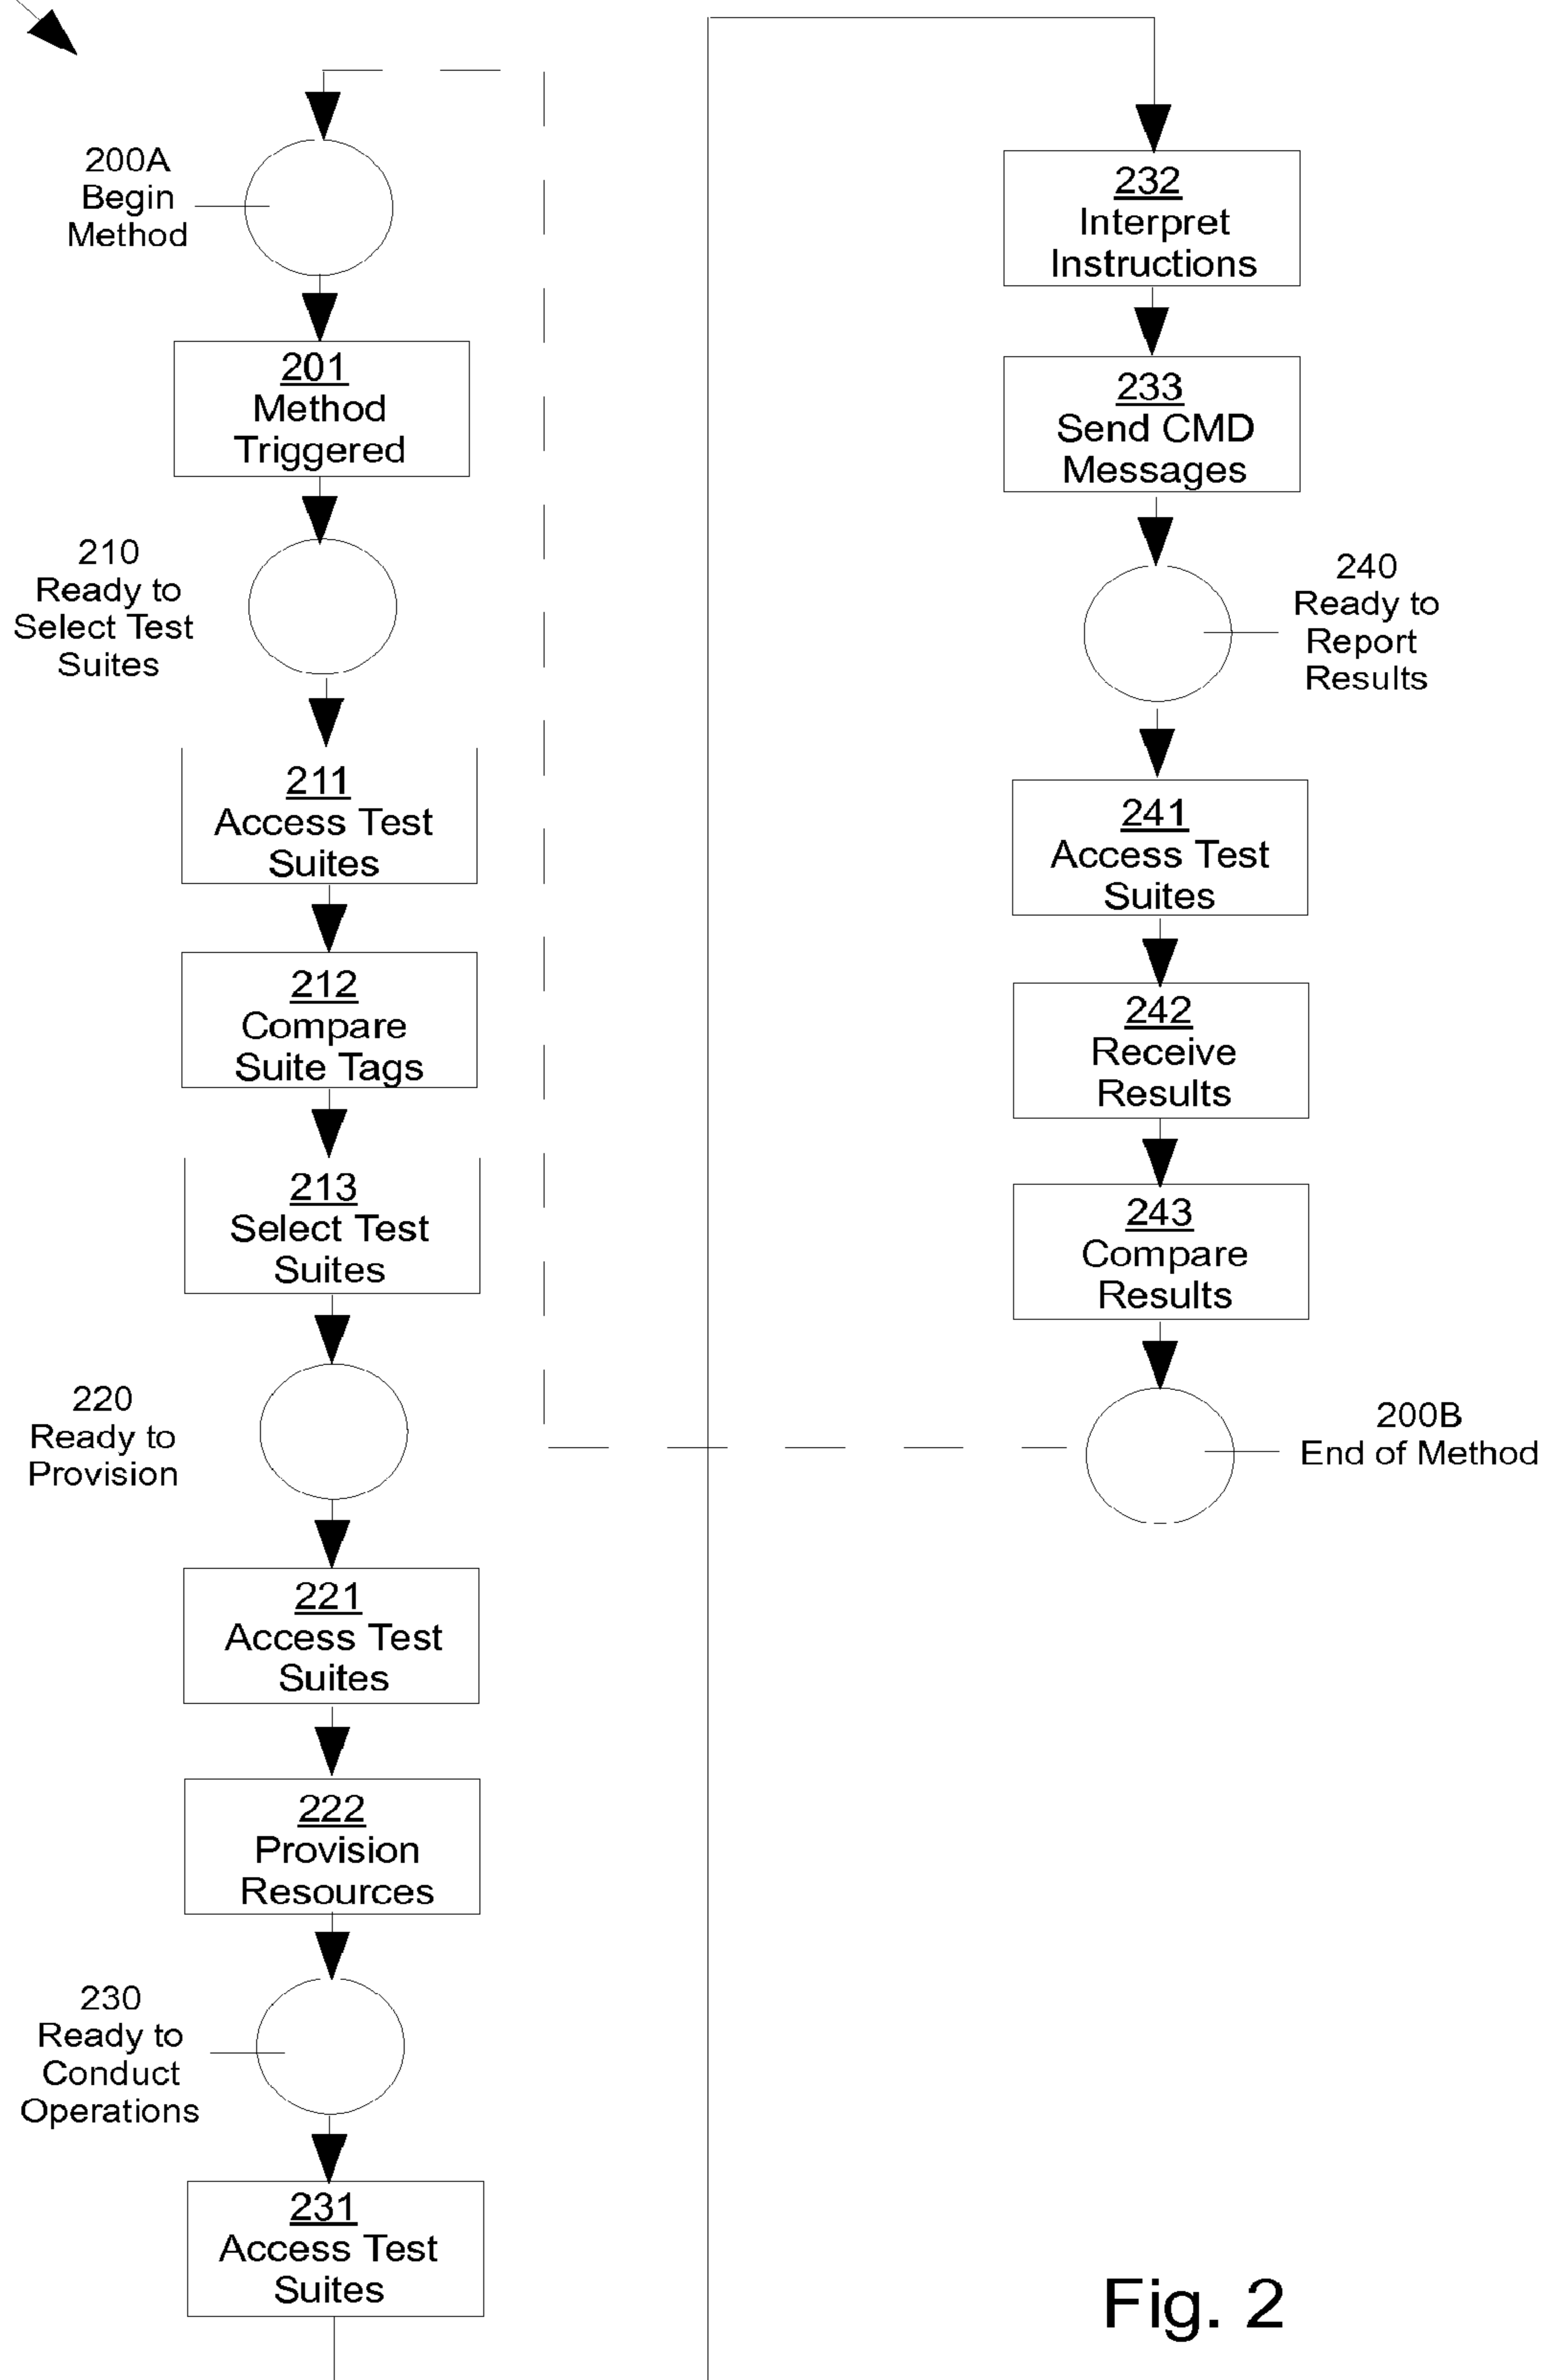 200A
Begin
Method
201
Method
Triggered
210
Ready to
Select Test
Suites
211
Access Test
Suites
212
Compare
Suite Tags
213
Select Test
Suites
220
Ready to
Provision
221
Access Test
Suites
222
Provision
Resources
230
Ready to
Conduct
Operations
231
Access Test
Suites
232
Interpret
Instructions
233
Send CMD
Messages
240
Ready to
Report
Results
241
Access Test
Suites
242
Receive
Results
243
Compare
Results
200B
End of Method
Fig. 2